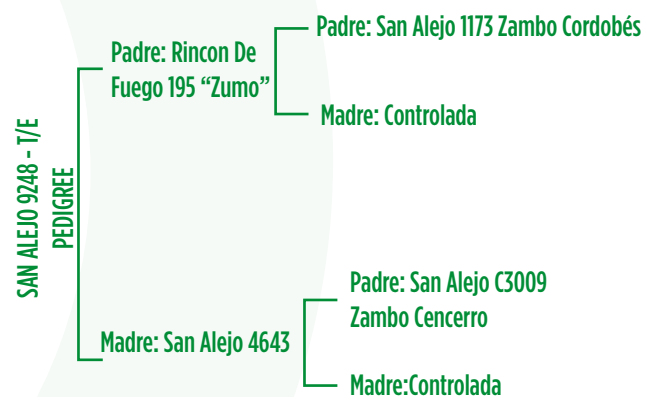 SAN ALEJO 9248 - T/E
PEDIGREE
Padre: Rincon De
Fuego 195 “Zumo”
Padre: San Alejo 1173 Zambo Cordobés
Madre: Controlada
Madre: San Alejo 4643
Padre: San Alejo C3009
Zambo Cencerro
Madre:Controlada